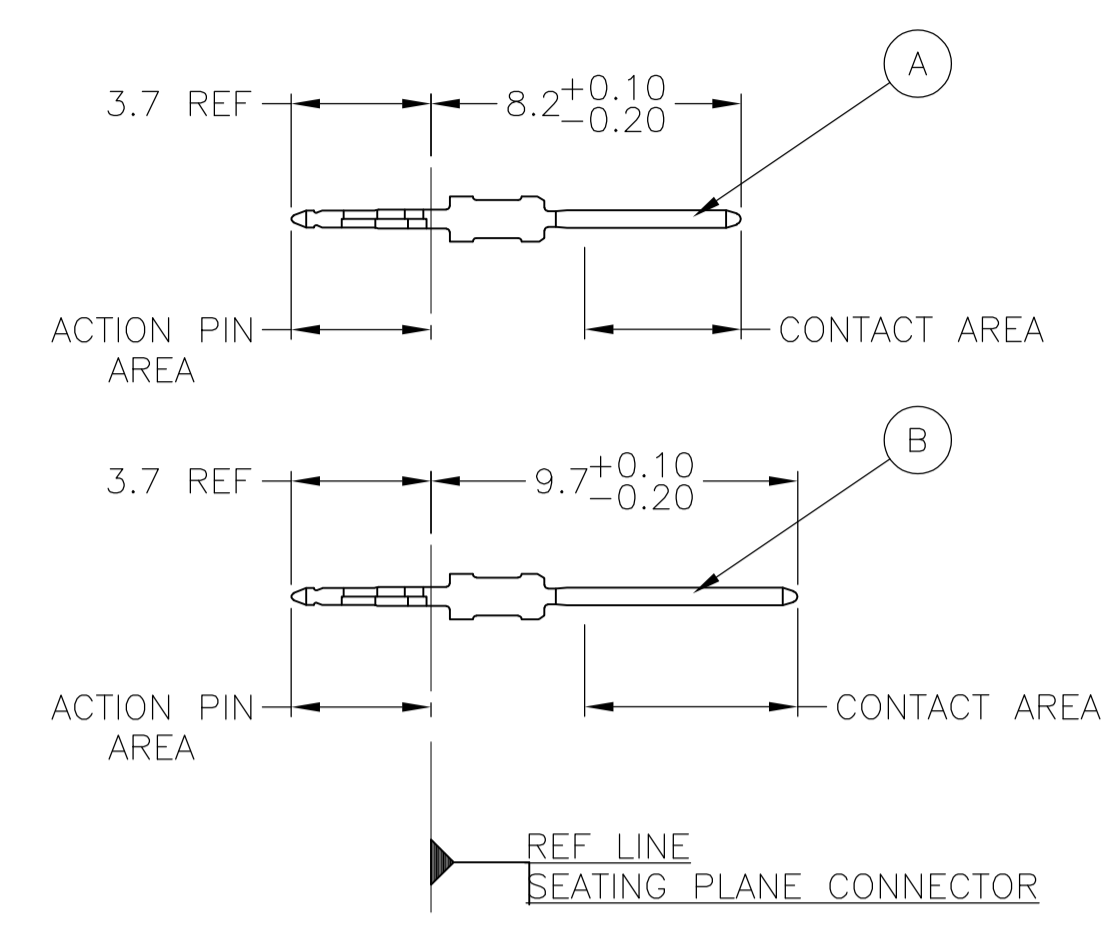 A
3.7 REF
8.2 +0.10 -0.20
ACTION PIN AREA
CONTACT AREA
B
3.7 REF
9.7 +0.10 -0.20
ACTION PIN AREA
CONTACT AREA
REF LINE
SEATING PLANE CONNECTOR